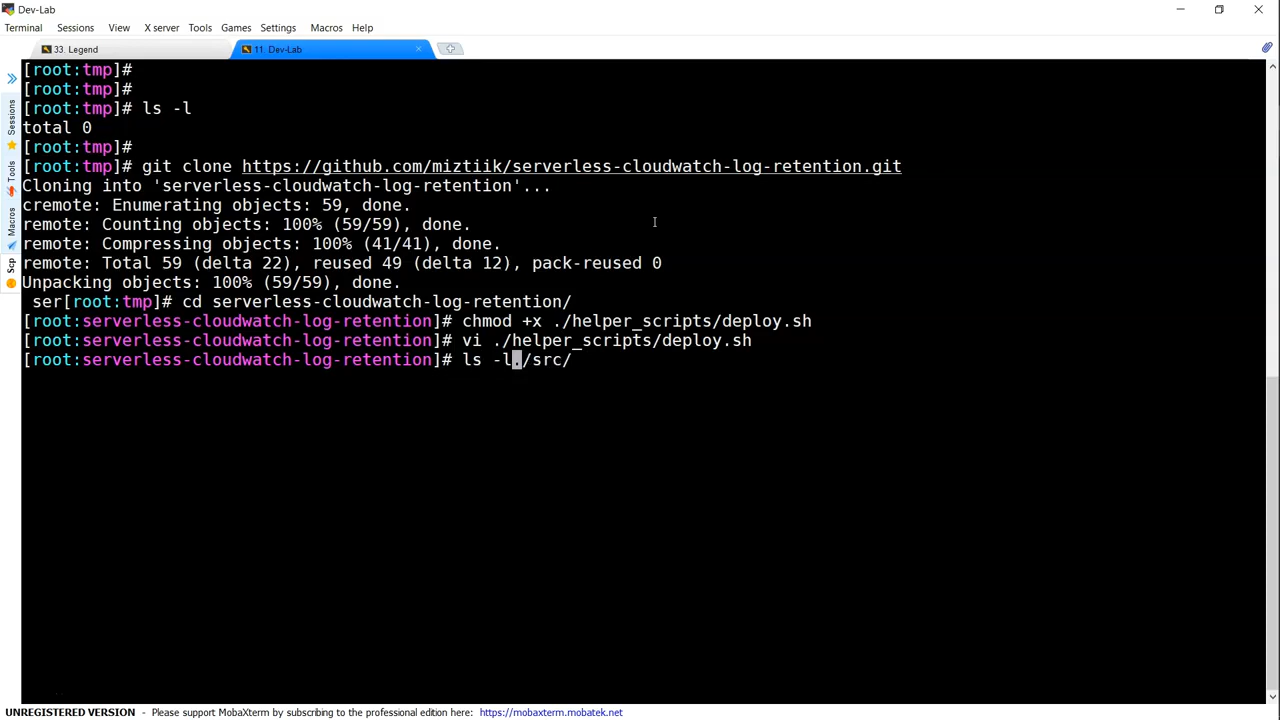 Dev-Lab
Terminal Sessions View X server Tools Games Settings Macros Help
33. Legend
11. Dev-Lab
Sessions
Tools
Macros
Scp
[root:tmp]#
[root:tmp]#
[root:tmp]# ls -l
total 0
[root:tmp]#
[root:tmp]# git clone https://github.com/miztiik/serverless-cloudwatch-log-retention.git
Cloning into 'serverless-cloudwatch-log-retention'...
cremote: Enumerating objects: 59, done.
remote: Counting objects: 100% (59/59), done.
remote: Compressing objects: 100% (41/41), done.
remote: Total 59 (delta 22), reused 49 (delta 12), pack-reused 0
Unpacking objects: 100% (59/59), done.
 ser[root:tmp]# cd serverless-cloudwatch-log-retention/
[root:serverless-cloudwatch-log-retention]# chmod +x ./helper_scripts/deploy.sh
[root:serverless-cloudwatch-log-retention]# vi ./helper_scripts/deploy.sh
[root:serverless-cloudwatch-log-retention]# ls -l./src/
UNREGISTERED VERSION - Please support MobaXterm by subscribing to the professional edition here: https://mobaxterm.mobatek.net